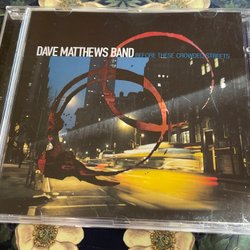 DAVE MATTHEWS BAND BEFORE THESE CROWDED STREETS